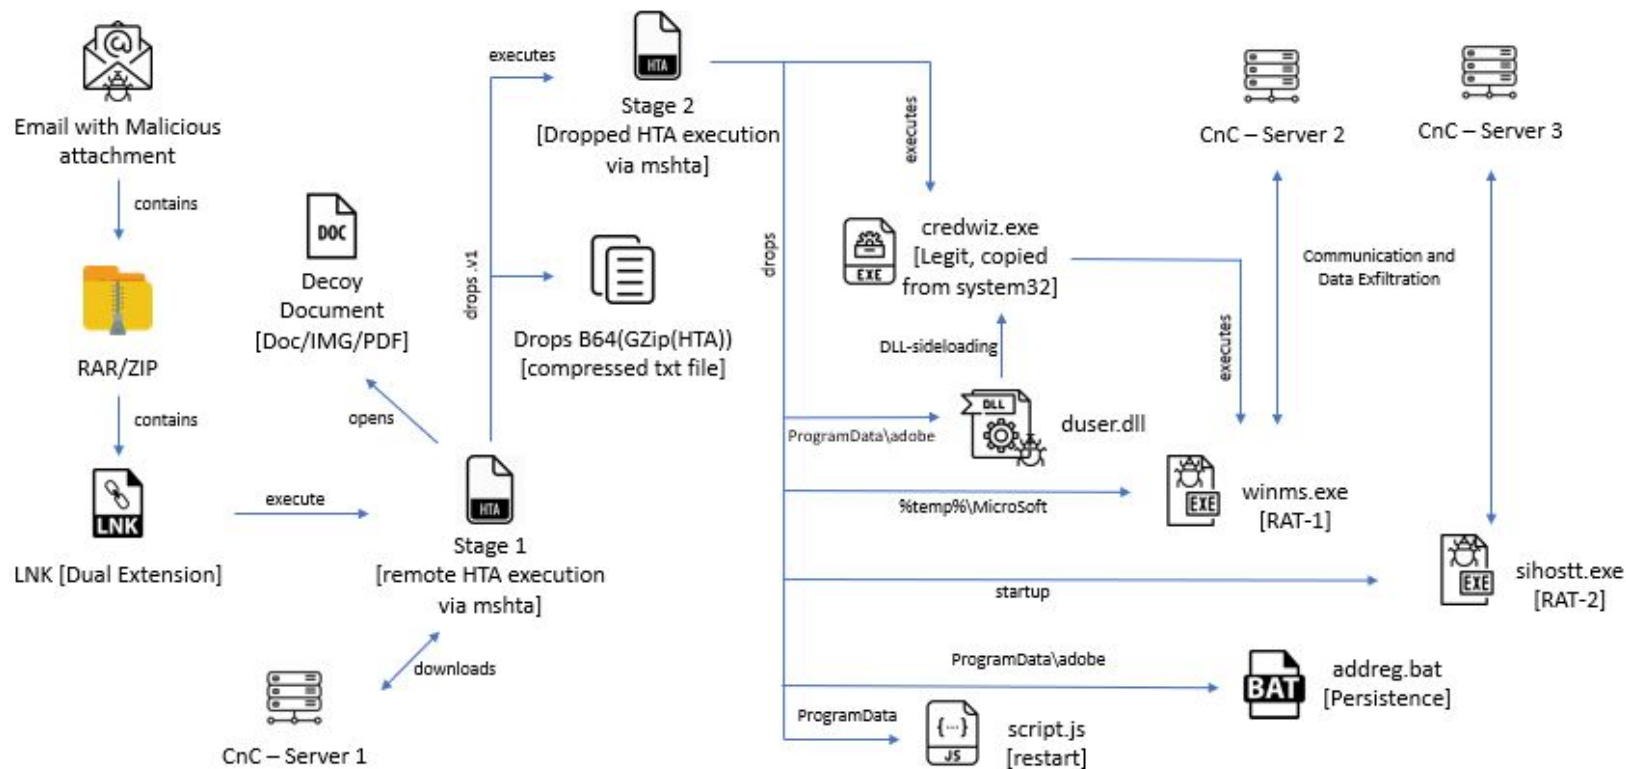 Email with Malicious
attachment
contains
RAR/ZIP
contains
LNK
LNK [Dual Extension]
execute
DOC
Decoy
Document
[Doc/IMG/PDF]
opens
HTA
Stage 1
[remote HTA execution
via mshta]
downloads
CnC – Server 1
drops .v1
executes
HTA
Stage 2
[Dropped HTA execution
via mshta]
Drops B64(GZip(HTA))
[compressed txt file]
drops
executes
EXE
credwiz.exe
[Legit, copied
from system32]
DLL-sideloading
ProgramData\adobe
DLL
duser.dll
executes
%temp%\MicroSoft
EXE
winms.exe
[RAT-1]
startup
EXE
sihostt.exe
[RAT-2]
ProgramData\adobe
BAT
addreg.bat
[Persistence]
ProgramData
{...}
JS
script.js
[restart]
CnC – Server 2
CnC – Server 3
Communication and
Data Exfiltration